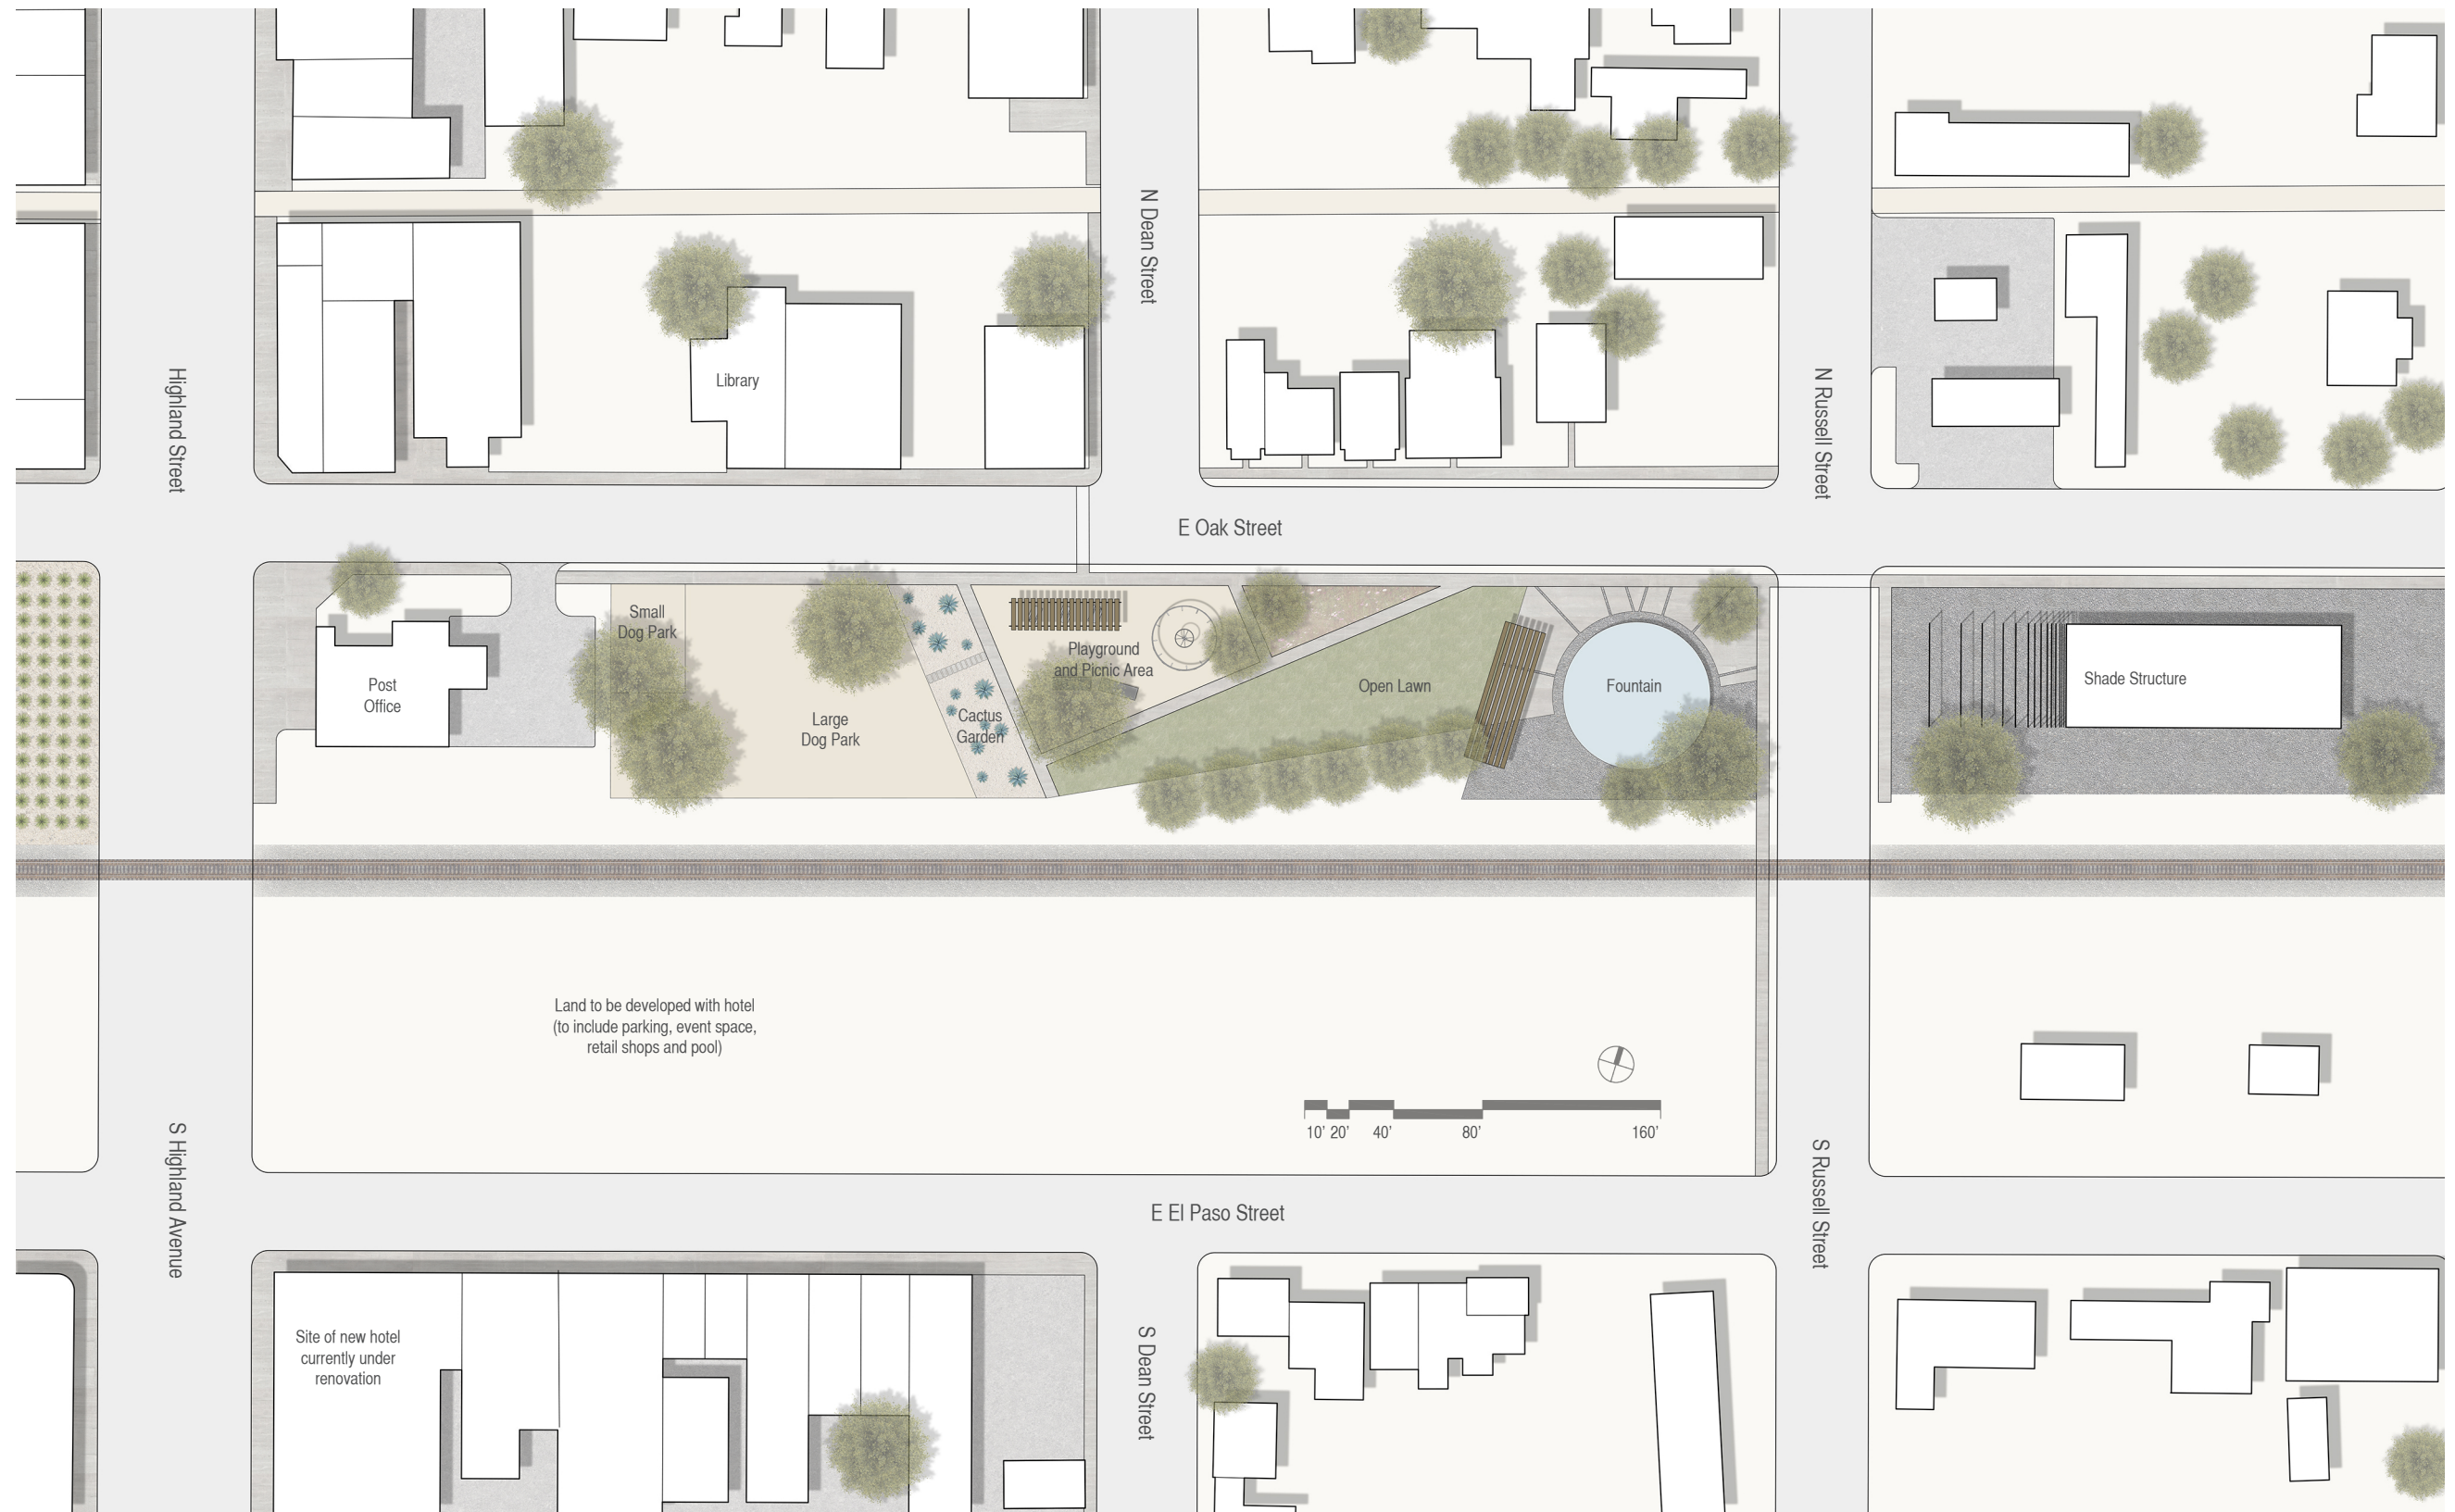 N Dean Street
Highland Street
Library
N Russell Street
E Oak Street
Small
Dog Park
Playground
and Picnic Area
Post
Office
Large
Dog Park
Cactus
Garden
Open Lawn
Fountain
Shade Structure
Land to be developed with hotel
(to include parking, event space,
retail shops and pool)
10' 20' 40' 80' 160'
S Highland Avenue
S Russell Street
E El Paso Street
Site of new hotel
currently under
renovation
S Dean Street